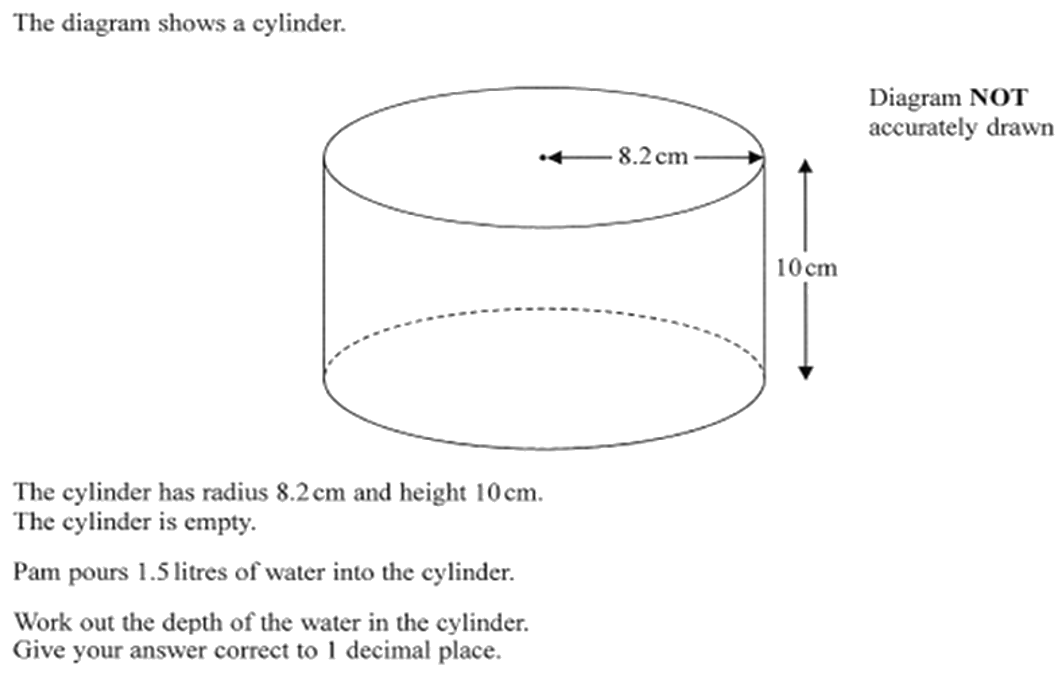 The diagram shows a cylinder.
Diagram NOT
accurately drawn
8.2 cm
10 cm
The cylinder has radius 8.2 cm and height 10 cm.
The cylinder is empty.
Pam pours 1.5 litres of water into the cylinder.
Work out the depth of the water in the cylinder.
Give your answer correct to 1 decimal place.